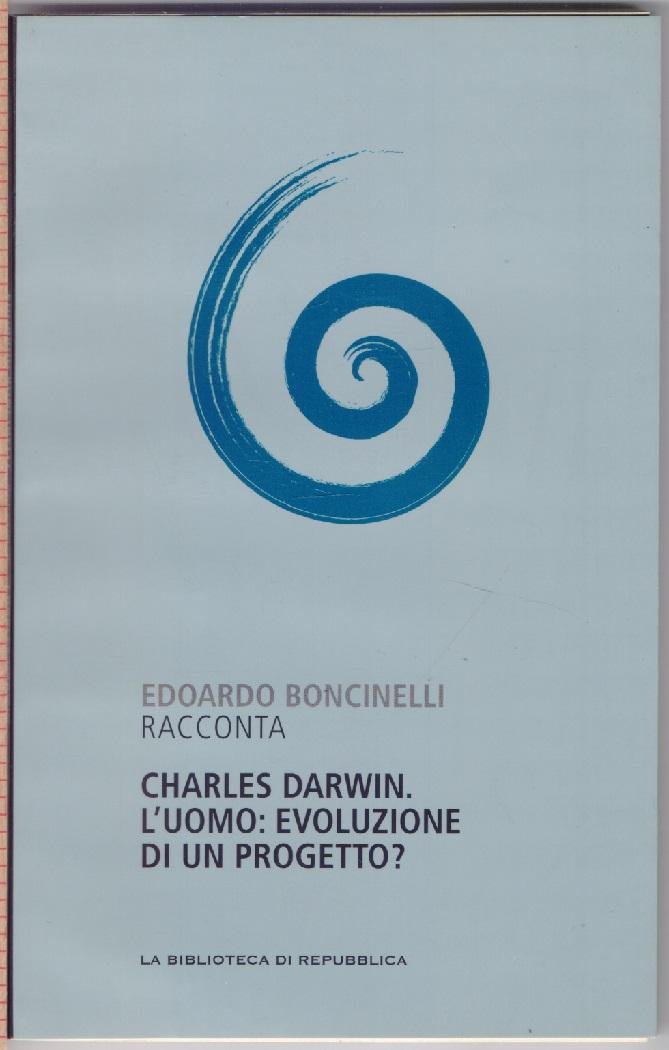 EDOARDO BONCINELLI
RACCONTA
CHARLES DARWIN.
L'UOMO: EVOLUZIONE
DI UN PROGETTO?
LA BIBLIOTECA DI REPUBBLICA